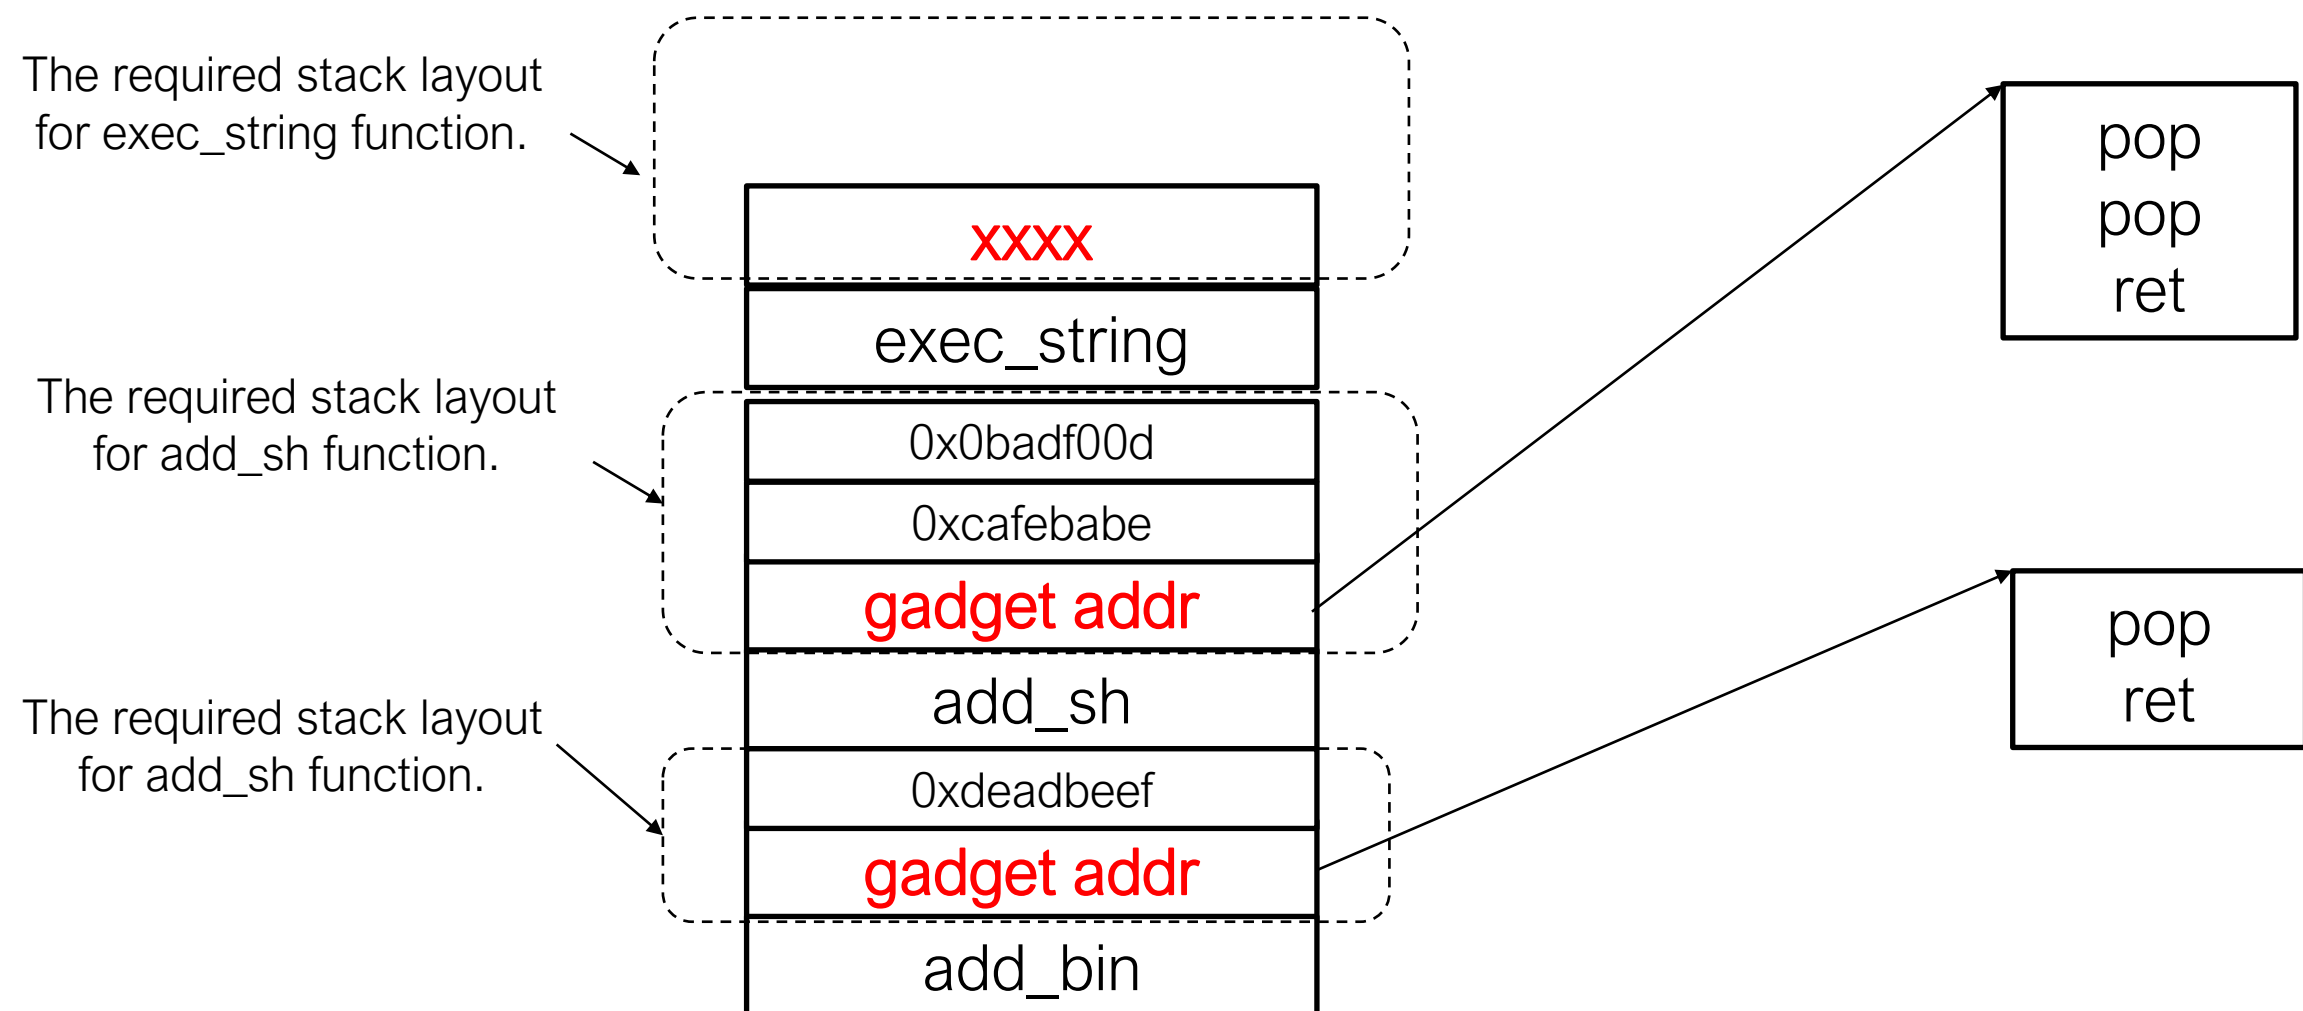 The required stack layout
for exec_string function.
xxxx
exec_string
The required stack layout
for add_sh function.
0x0badf00d
0xcafebabe
gadget addr
add_sh
The required stack layout
for add_sh function.
0xdeadbeef
gadget addr
add_bin
pop
pop
ret
pop
ret